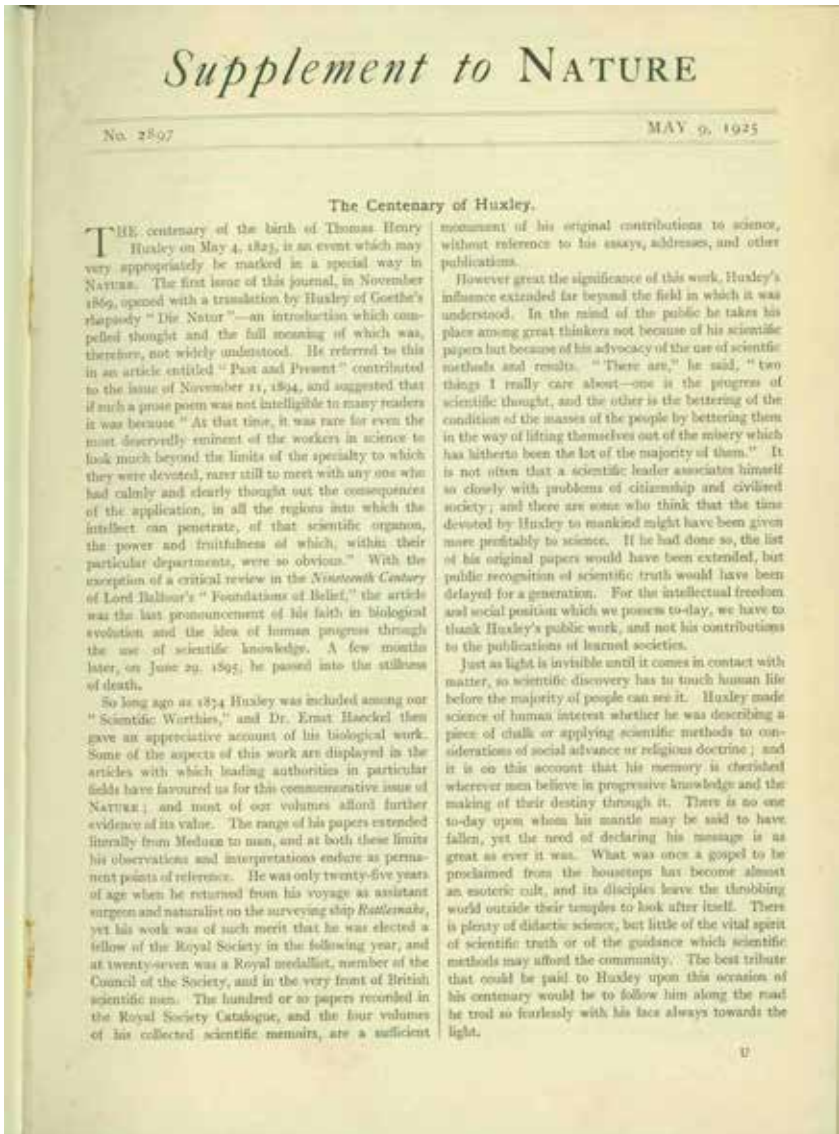 Supplement to NATURE
No. 2897
MAY 9, 1925
The Centenary of Huxley.
THE centenary of the birth of Thomas Henry
Huxley on May 4, 1825, is an event which may
very appropriately be marked in a special way in
NATURE. The first issue of this journal, in November
1869, opened with a translation by Huxley of Goethe's
rhapsody "Die Natur"—an introduction which com-
pelled thought and the full meaning of which was,
therefore, not widely understood. He referred to this
in an article entitled "Past and Present" contributed
to the issue of November 11, 1894, and suggested that
if such a prose poem was not intelligible to many readers
it was because "At that time, it was rare for even the
most deservedly eminent of the workers in science to
look much beyond the limits of the specialty to which
they were devoted, rarer still to meet with any one who
had calmly and clearly thought out the consequences
of the application, in all the regions into which the
intellect can penetrate, of that scientific organon,
the power and fruitfulness of which, within their
particular departments, were so obvious." With the
exception of a critical review in the Nineteenth Century
of Lord Balfour's "Foundations of Belief," the article
was the last pronouncement of his faith in biological
evolution and the idea of human progress through
the use of scientific knowledge. A few months
later, on June 29, 1895, he passed into the stillness
of death.
So long ago as 1874 Huxley was included among our
"Scientific Worthies," and Dr. Ernst Haeckel then
gave an appreciative account of his biological work.
Some of the aspects of this work are displayed in the
articles with which leading authorities in particular
fields have favoured us for this commemorative issue of
NATURE; and most of our volumes afford further
evidence of its value. The range of his papers extended
literally from Medusæ to man, and at both these limits
his observations and interpretations endure as perma-
nent points of reference. He was only twenty-five years
of age when he returned from his voyage as assistant
surgeon and naturalist on the surveying ship Rattlesnake,
yet his work was of such merit that he was elected a
fellow of the Royal Society in the following year, and
at twenty-seven was a Royal medallist, member of the
Council of the Society, and in the very front of British
scientific men. The hundred or so papers recorded in
the Royal Society Catalogue, and the four volumes
of his collected scientific memoirs, are a sufficient
monument of his original contributions to science,
without reference to his essays, addresses, and other
publications.
However great the significance of this work, Huxley's
influence extended far beyond the field in which it was
understood. In the mind of the public he takes his
place among great thinkers not because of his scientific
papers but because of his advocacy of the use of scientific
methods and results. "There are," he said, "two
things I really care about—one is the progress of
scientific thought, and the other is the bettering of the
condition of the masses of the people by bettering them
in the way of lifting themselves out of the misery which
has hitherto been the lot of the majority of them." It
is not often that a scientific leader associates himself
so closely with problems of citizenship and civilised
society; and there are some who think that the time
devoted by Huxley to mankind might have been given
more profitably to science. If he had done so, the list
of his original papers would have been extended, but
public recognition of scientific truth would have been
delayed for a generation. For the intellectual freedom
and social position which we possess to-day, we have to
thank Huxley's public work, and not his contributions
to the publications of learned societies.
Just as light is invisible until it comes in contact with
matter, so scientific discovery has to touch human life
before the majority of people can see it. Huxley made
science of human interest whether he was describing a
piece of chalk or applying scientific methods to con-
siderations of social advance or religious doctrine; and
it is on this account that his memory is cherished
wherever men believe in progressive knowledge and the
making of their destiny through it. There is no one
to-day upon whom his mantle may be said to have
fallen, yet the need of declaring his message is as
great as ever it was. What was once a gospel to be
proclaimed from the housetops has become almost
an esoteric cult, and its disciples leave the throbbing
world outside their temples to look after itself. There
is plenty of didactic science, but little of the vital spirit
of scientific truth or of the guidance which scientific
methods may afford the community. The best tribute
that could be paid to Huxley upon this occasion of
his centenary would be to follow him along the road
he trod so fearlessly with his face always towards the
light.
U